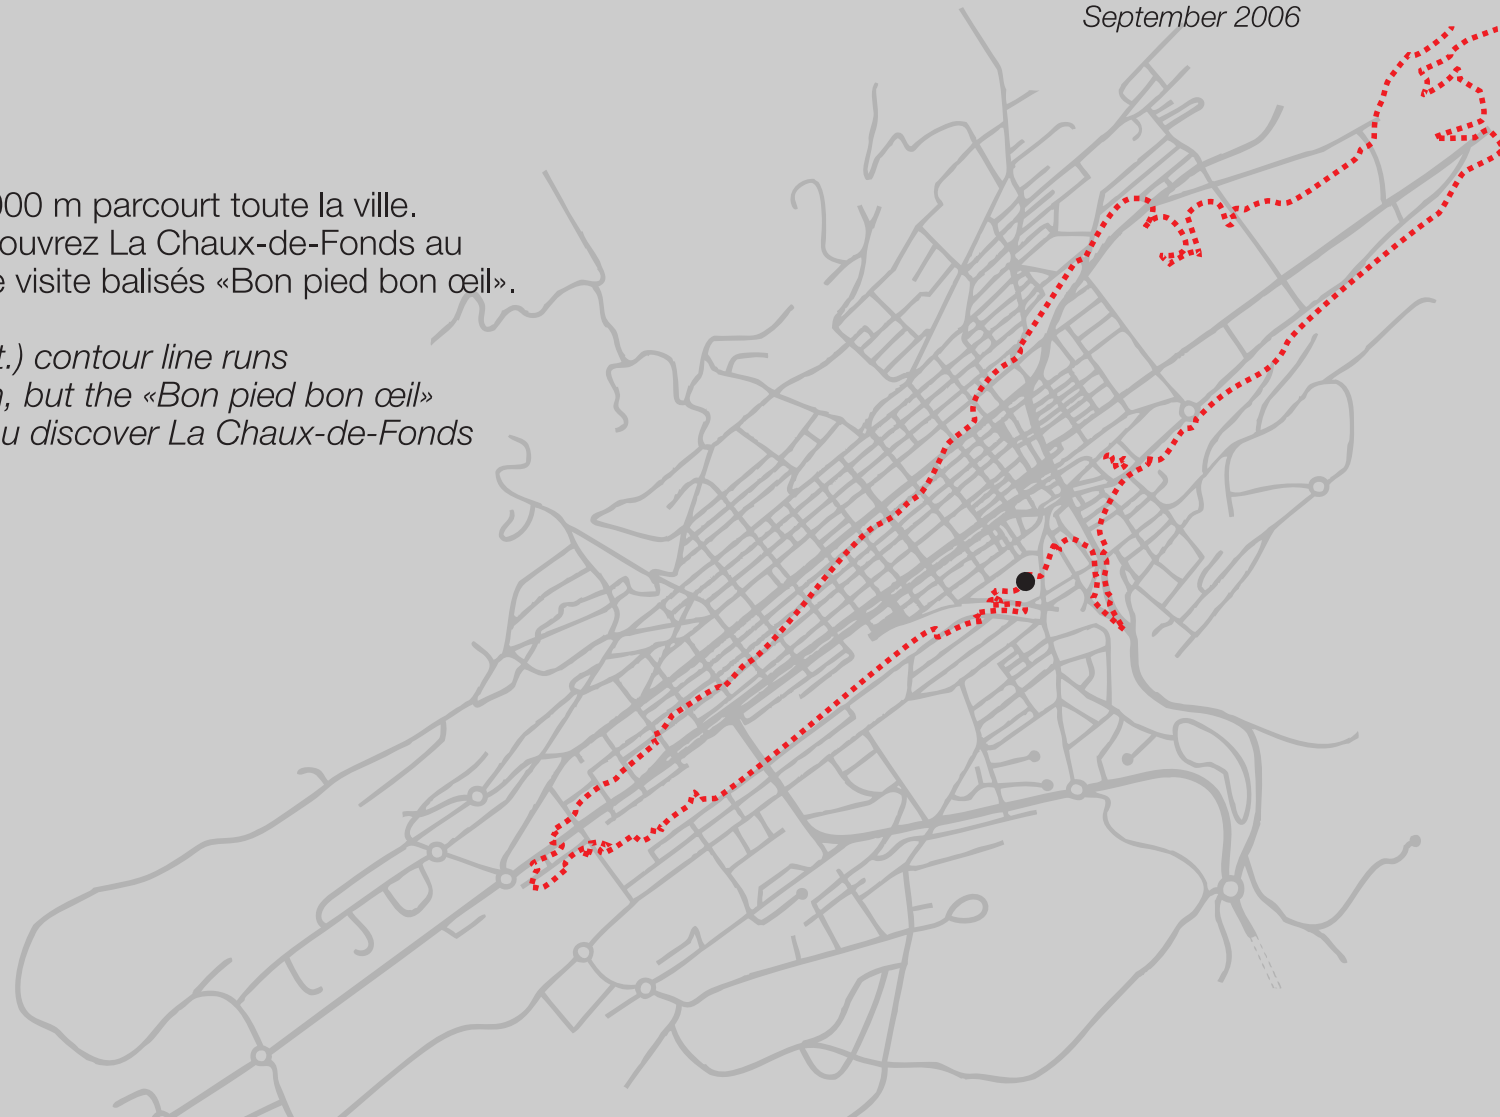 September 2006
000 m parcourt toute la ville.
ouvrez La Chaux-de-Fonds au
e visite balisés «Bon pied bon œil».
t.) contour line runs
, but the «Bon pied bon œil»
u discover La Chaux-de-Fonds